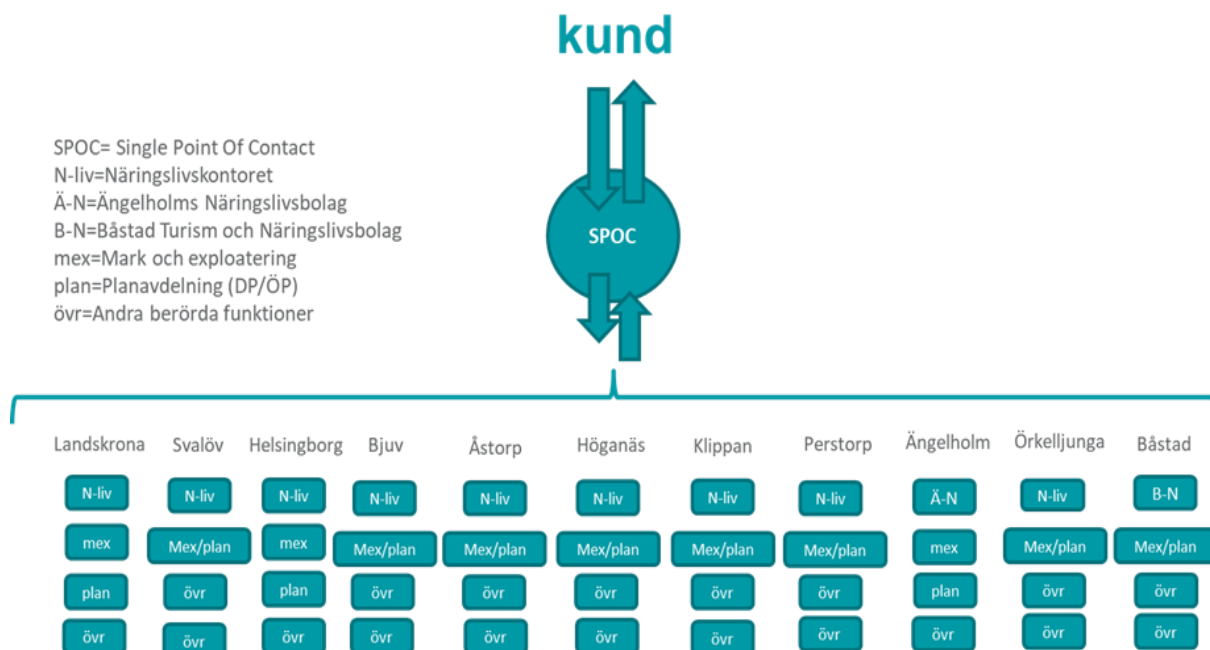 kund
SPOC= Single Point Of Contact
N-liv=Näringslivskontoret
Ä-N=Ängelholms Näringslivsbolag
B-N=Båstad Turism och Näringslivsbolag
mex=Mark och exploatering
plan=Planavdelning (DP/ÖP)
övr=Andra berörda funktioner
SPOC
Landskrona Svalöv Helsingborg Bjuv Åstorp Höganäs Klippan Perstorp Ängelholm Örkelljunga Båstad
N-liv N-liv N-liv N-liv N-liv N-liv N-liv N-liv Ä-N N-liv B-N
mex Mex/plan mex Mex/plan Mex/plan Mex/plan Mex/plan Mex/plan mex Mex/plan Mex/plan
plan övr plan övr övr övr övr övr plan övr övr
övr övr övr övr övr övr övr övr övr övr övr